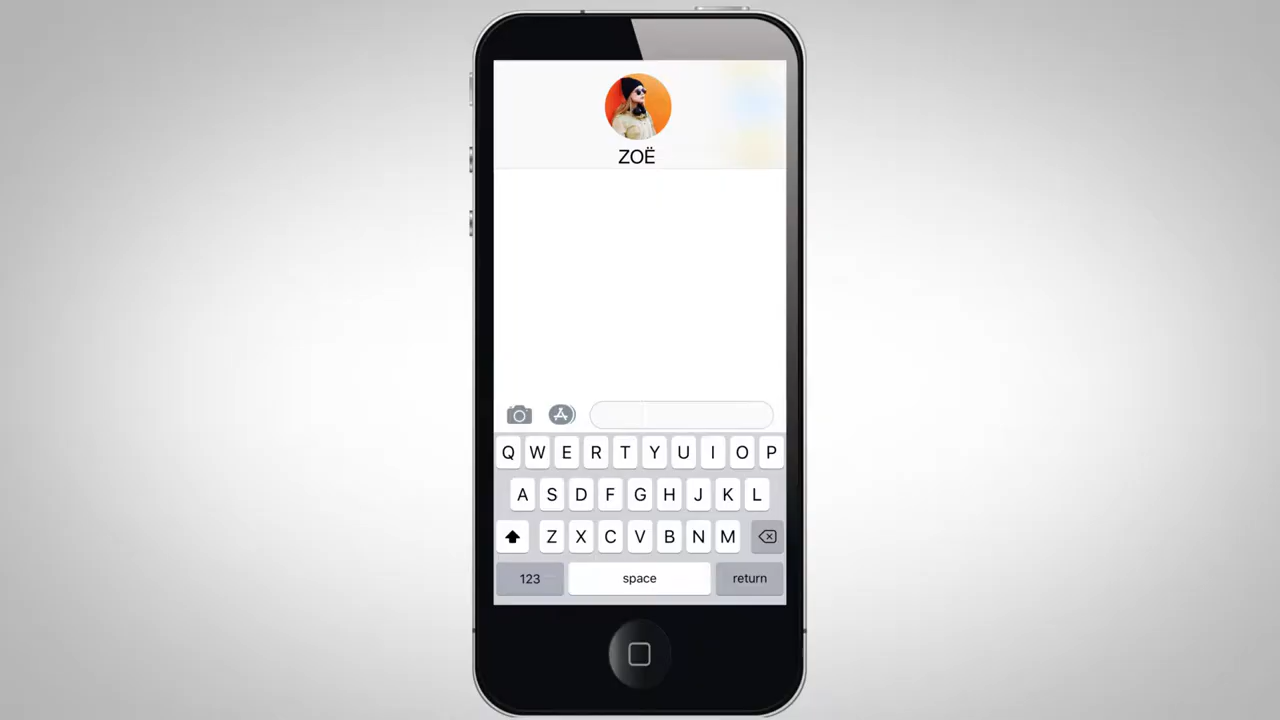 ZOË
Q W E R T Y U I O P
A S D F G H J K L
Z X C V B N M
123 space return